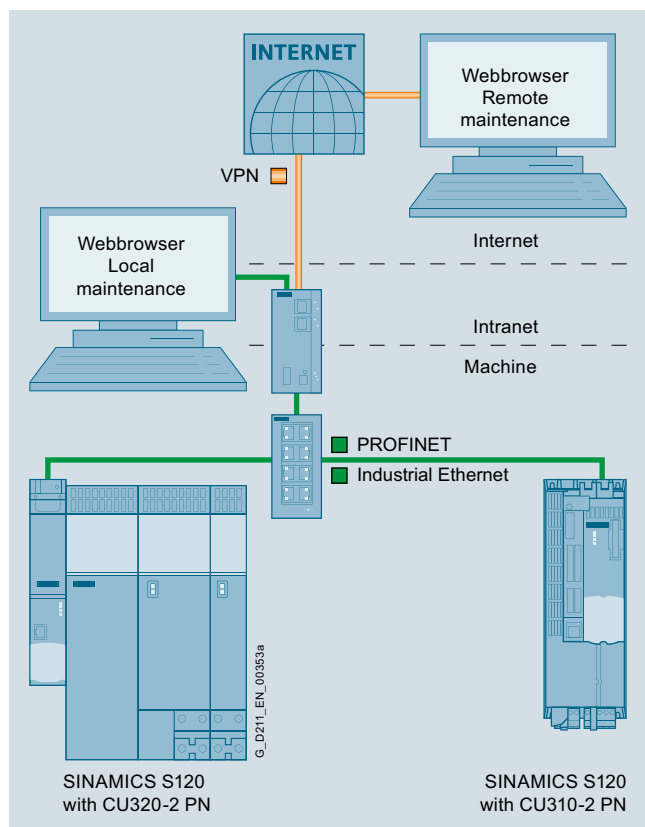 INTERNET
Webbrowser
Remote
maintenance
VPN
Webbrowser
Local
maintenance
Internet
Intranet
Machine
PROFINET
Industrial Ethernet
G_D211_EN_00353a
SINAMICS S120
with CU320-2 PN
SINAMICS S120
with CU310-2 PN